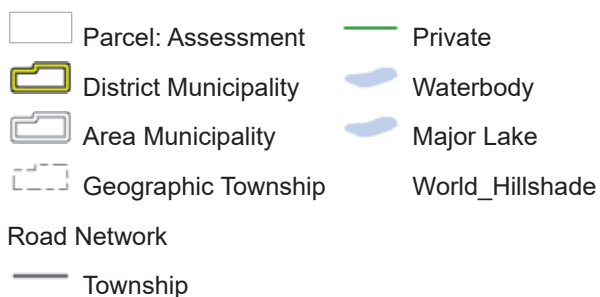 Parcel: Assessment
District Municipality
Area Municipality
Geographic Township
Road Network
Township
Private
Waterbody
Major Lake
World_Hillshade